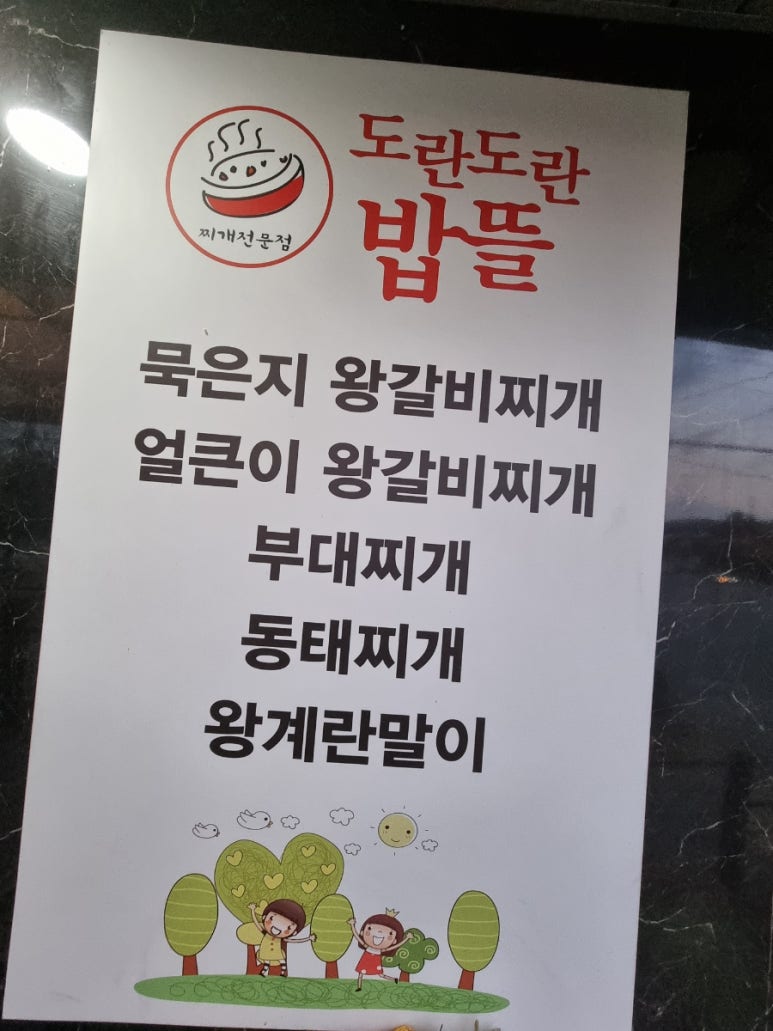 찌개전문점
도란도란
밥뜰
묵은지 왕갈비찌개
얼큰이 왕갈비찌개
부대찌개
동태찌개
왕계란말이